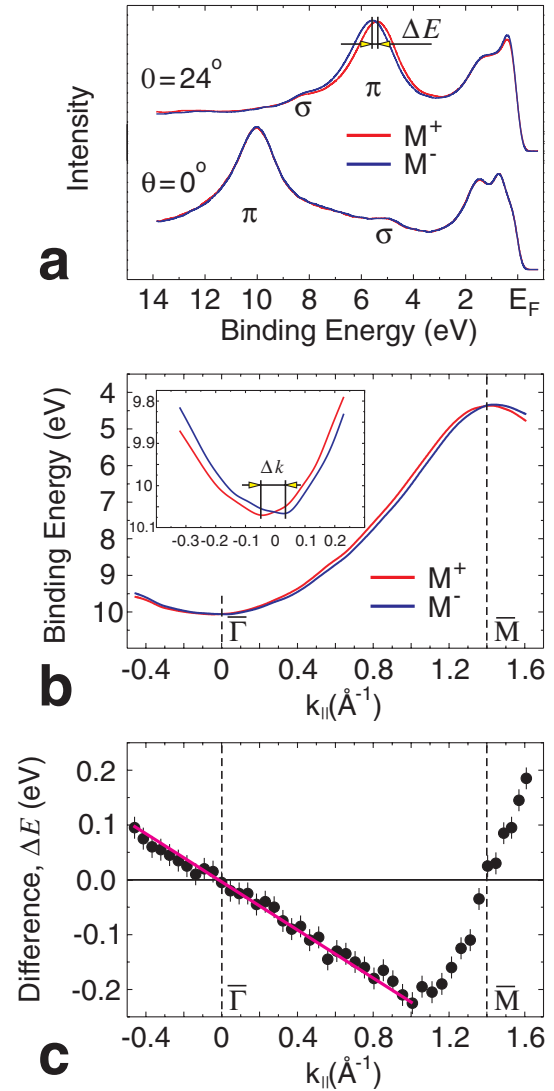 Intensity
θ=24°
σ
π
ΔE
M⁺
M⁻
θ=0°
π
σ
a
14 12 10 8 6 4 2 E_F
Binding Energy (eV)
Binding Energy (eV)
4
5
6
7
8
9
10
9.8
9.9
10
10.1
Δk
-0.3 -0.2 -0.1 0 0.1 0.2
M⁺
M⁻
Γ̅
M̅
b
-0.4 0 0.4 0.8 1.2 1.6
k||(Å⁻¹)
Difference, ΔE (eV)
0.2
0.1
0.0
-0.1
-0.2
Γ̅
M̅
c
-0.4 0 0.4 0.8 1.2 1.6
k||(Å⁻¹)